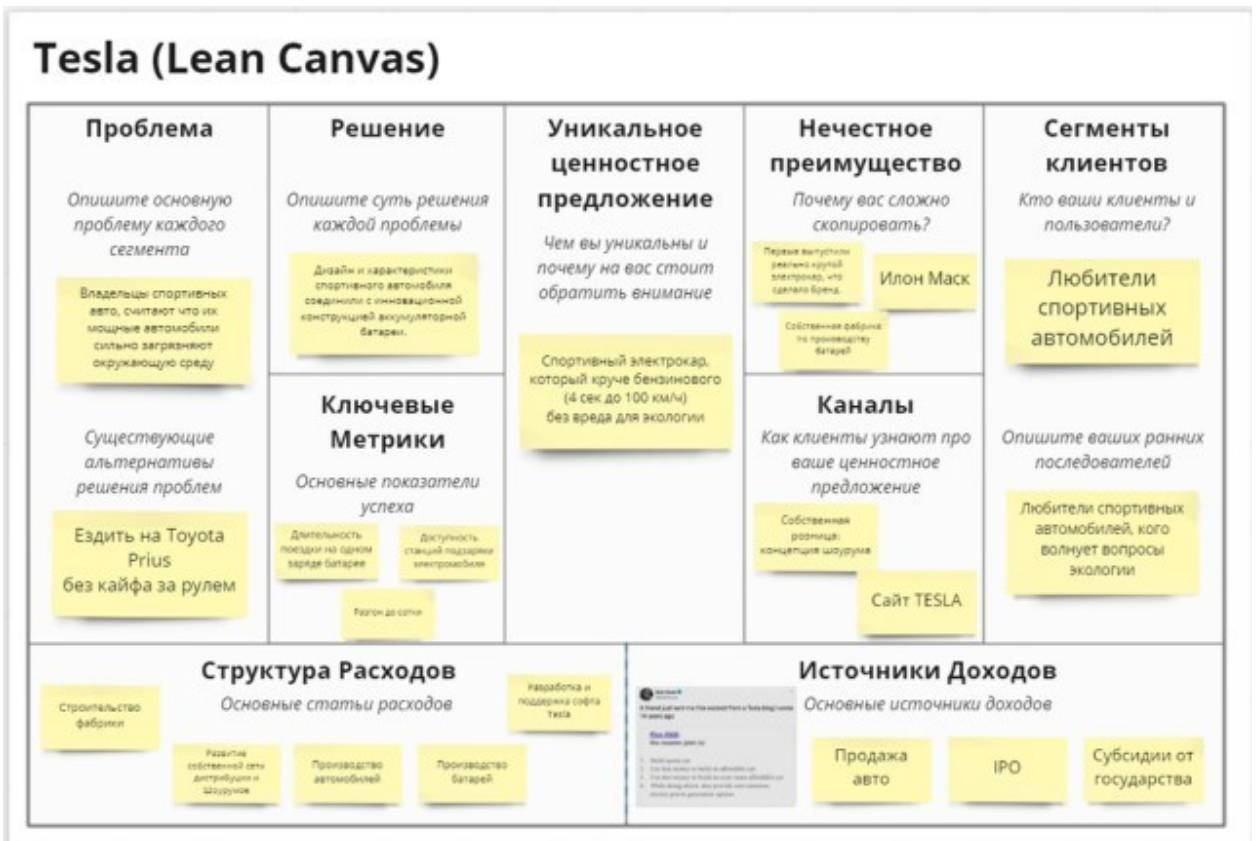 Tesla (Lean Canvas)
Проблема
Опишите основную
проблему каждого
сегмента
Владельцы спортивных
авто, считают что их
мощные автомобили
сильно загрязняют
окружающую среду
Существующие
альтернативы
решения проблем
Ездить на Toyota
Prius
без кайфа за рулем
Решение
Опишите суть решения
каждой проблемы
Дизайн и характеристики
спортивного автомобиля
соединили с инновационной
конструкцией аккумуляторной
батареи.
Ключевые
Метрики
Основные показатели
успеха
Длительность
поездки на одном
заряде батареи
Доступность
станций подзарядки
электромобиля
Разгон до сотки
Уникальное
ценностное
предложение
Чем вы уникальны и
почему на вас стоит
обратить внимание
Спортивный электрокар,
который круче бензинового
(4 сек до 100 км/ч)
без вреда для экологии
Нечестное
преимущество
Почему вас сложно
скопировать?
Первые выпустили
реально крутой
электрокар, что
сделало бренд.
Илон Маск
Собственная фабрика
по производству
батарей
Каналы
Как клиенты узнают про
ваше ценностное
предложение
Собственная
розница:
концепция шоурума
Сайт TESLA
Сегменты
клиентов
Кто ваши клиенты и
пользователи?
Любители
спортивных
автомобилей
Опишите ваших ранних
последователей
Любители спортивных
автомобилей, кого
волнует вопросы
экологии
Структура Расходов
Основные статьи расходов
Строительство
фабрики
Развитие
собственной сети
дистрибуции и
Шоурумов
Производство
автомобилей
Производство
батарей
Разработка и
поддержка софта
Tesla
Источники Доходов
Основные источники доходов
Продажа
авто
IPO
Субсидии от
государства